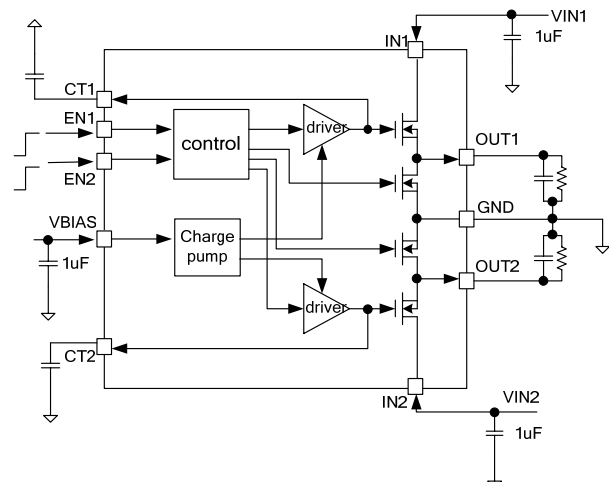 VIN1
IN1
1uF
CT1
EN1
control
driver
OUT1
EN2
GND
VBIAS
Charge
pump
1uF
OUT2
driver
CT2
IN2
VIN2
1uF